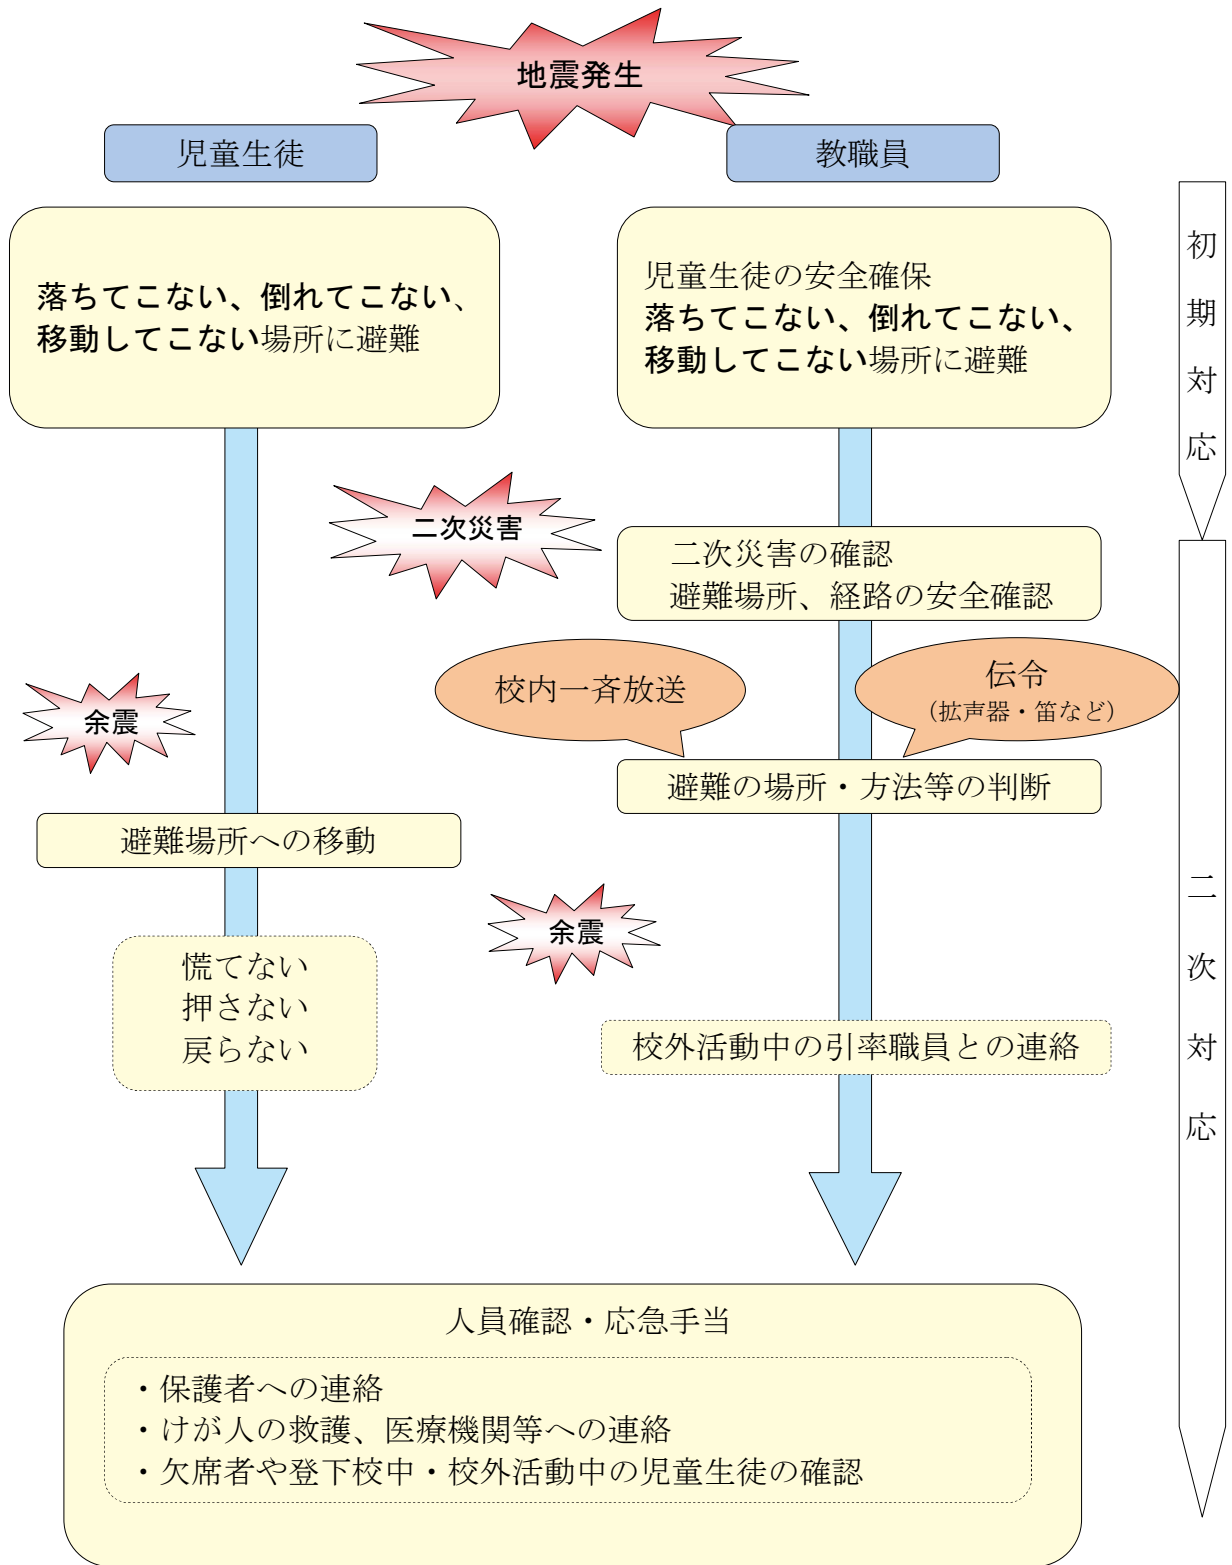 地震発生
児童生徒
教職員
落ちてこない、倒れてこない、
移動してこない場所に避難
児童生徒の安全確保
落ちてこない、倒れてこない、
移動してこない場所に避難
初期対応
二次災害
二次災害の確認
避難場所、経路の安全確認
校内一斉放送
伝令
（拡声器・笛など）
余震
避難の場所・方法等の判断
避難場所への移動
余震
慌てない
押さない
戻らない
校外活動中の引率職員との連絡
二次対応
人員確認・応急手当
・保護者への連絡
・けが人の救護、医療機関等への連絡
・欠席者や登下校中・校外活動中の児童生徒の確認